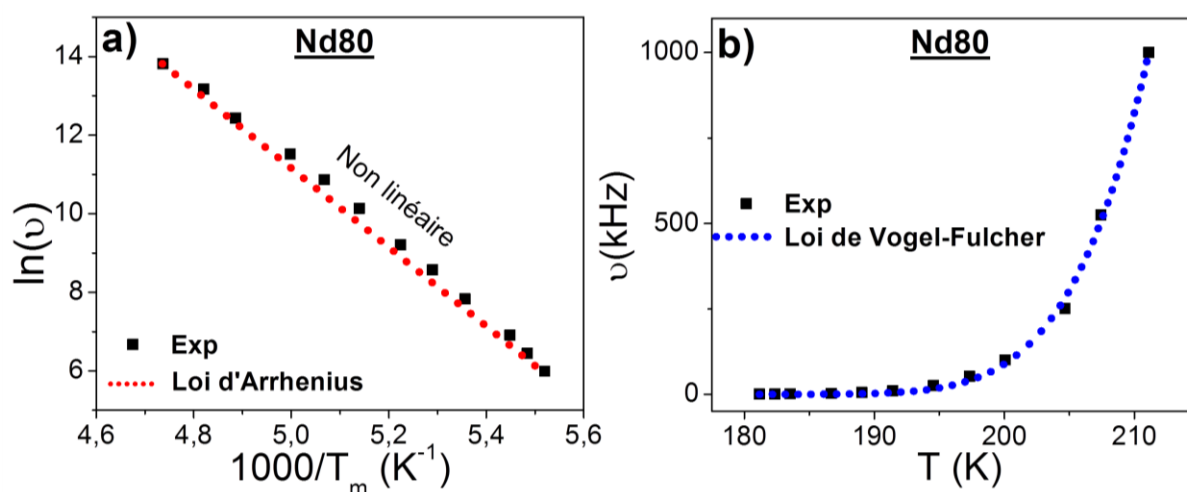 a)
Nd80
14
12
10
8
6
ln(υ)
Non linéaire
Exp
Loi d'Arrhenius
4,6
4,8
5,0
5,2
5,4
5,6
1000/Tm (K-1)
b)
Nd80
1000
500
0
υ(kHz)
Exp
Loi de Vogel-Fulcher
180
190
200
210
T (K)